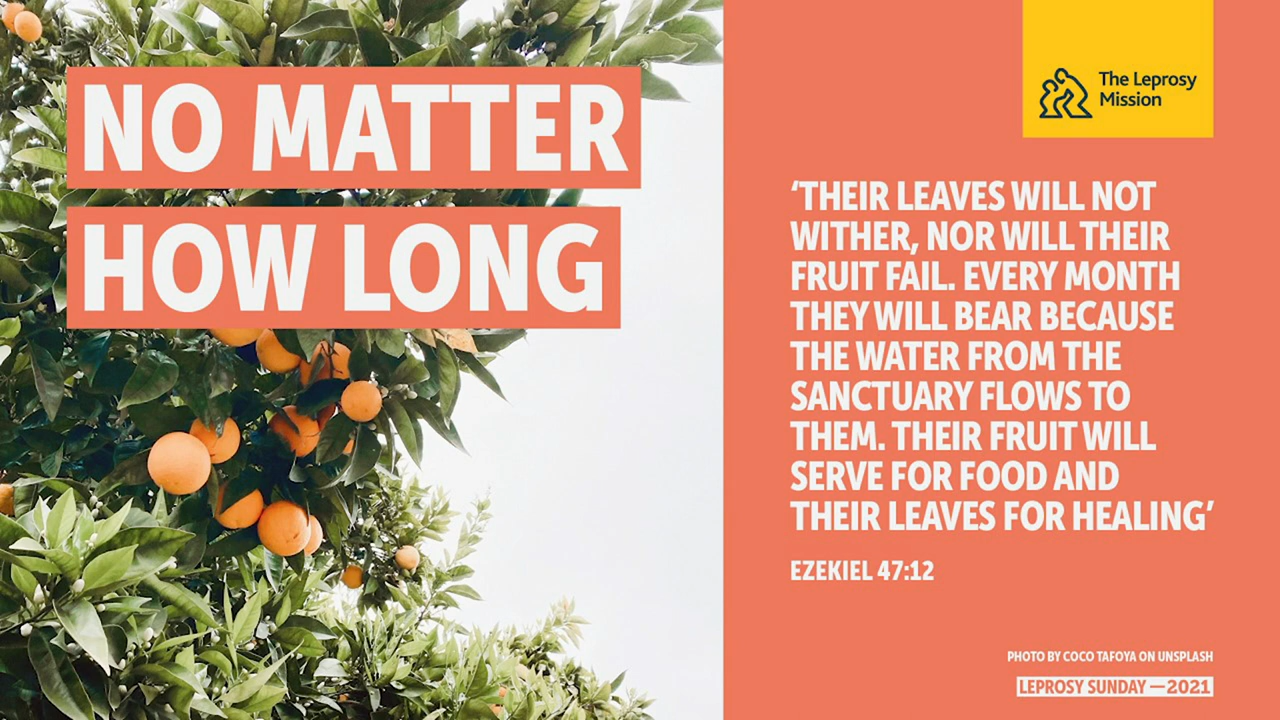 NO MATTER
HOW LONG
The Leprosy
Mission
‘THEIR LEAVES WILL NOT
WITHER, NOR WILL THEIR
FRUIT FAIL. EVERY MONTH
THEY WILL BEAR BECAUSE
THE WATER FROM THE
SANCTUARY FLOWS TO
THEM. THEIR FRUIT WILL
SERVE FOR FOOD AND
THEIR LEAVES FOR HEALING’
EZEKIEL 47:12
PHOTO BY COCO TAFOYA ON UNSPLASH
LEPROSY SUNDAY —2021